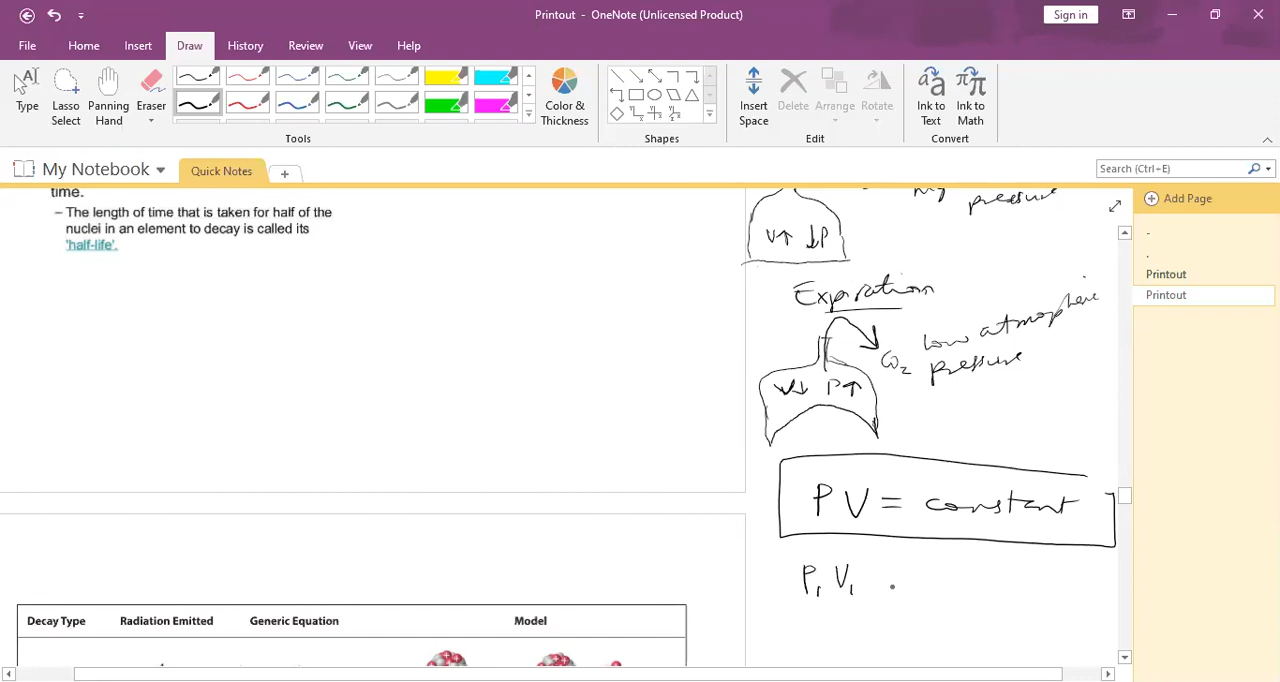 Printout - OneNote (Unlicensed Product)
Sign in
File Home Insert Draw History Review View Help
Type
Lasso Select
Panning Hand
Eraser
Color & Thickness
Insert Space
Delete
Arrange
Rotate
Ink to Text
Ink to Math
Tools
Shapes
Edit
Convert
My Notebook
Quick Notes
Search (Ctrl+E)
Add Page
-
.
Printout
Printout
time.
– The length of time that is taken for half of the
nuclei in an element to decay is called its
'half-life'.
pressure
V↑ ↓P
Expiration
CO2 low atmospheric
pressure
V↓ P↑
PV = constant
P1 V1
Decay Type Radiation Emitted Generic Equation Model